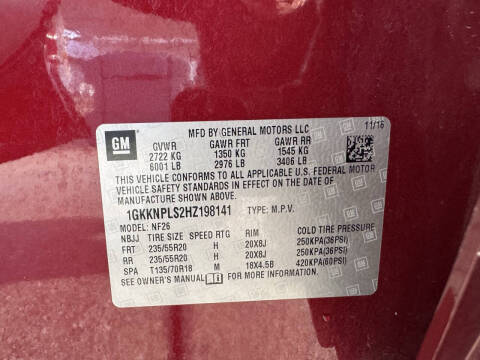 GM
MFD BY GENERAL MOTORS LLC
11/16
GVWR GAWR FRT GAWR RR
2722 KG 1350 KG 1545 KG
6001 LB 2976 LB 3406 LB
THIS VEHICLE CONFORMS TO ALL APPLICABLE U.S. FEDERAL MOTOR
VEHICLE SAFETY STANDARDS IN EFFECT ON THE DATE OF
MANUFACTURE SHOWN ABOVE.
1GKKNPLS2HZ198141 TYPE: M.P.V.
MODEL: NF26
NBJJ TIRE SIZE SPEED RTG RIM COLD TIRE PRESSURE
FRT 235/55R20 H 20X8J 250KPA(36PSI)
RR 235/55R20 H 20X8J 250KPA(36PSI)
SPA T135/70R18 M 18X4.5B 420KPA(60PSI)
SEE OWNER'S MANUAL